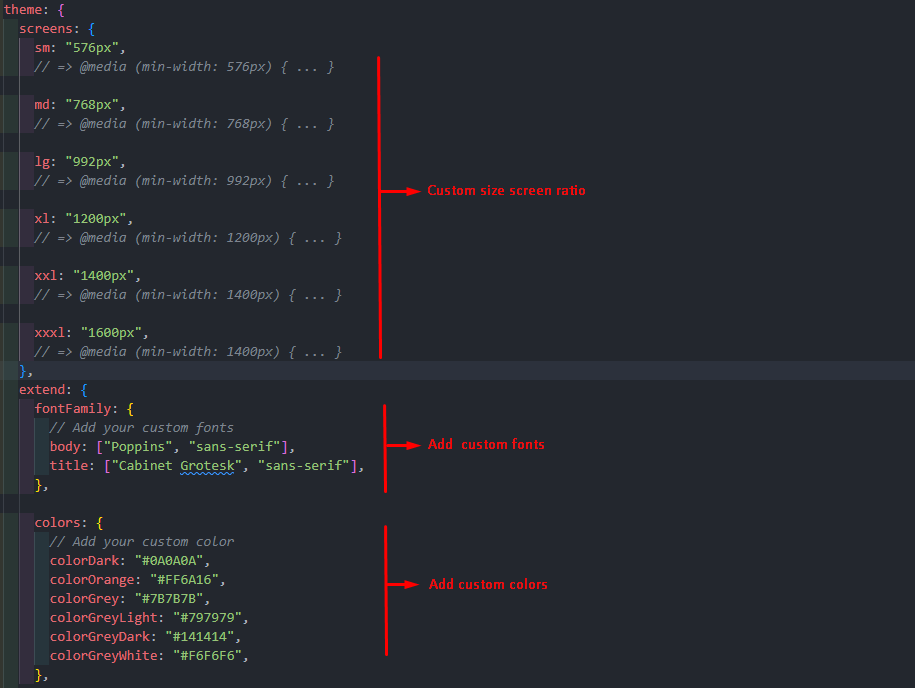 theme: {
screens: {
sm: "576px",
// => @media (min-width: 576px) { ... }
md: "768px",
// => @media (min-width: 768px) { ... }
lg: "992px",
// => @media (min-width: 992px) { ... }
Custom size screen ratio
xl: "1200px",
// => @media (min-width: 1200px) { ... }
xxl: "1400px",
// => @media (min-width: 1400px) { ... }
xxxl: "1600px",
// => @media (min-width: 1400px) { ... }
},
extend: {
fontFamily: {
// Add your custom fonts
body: ["Poppins", "sans-serif"],
Add custom fonts
title: ["Cabinet Grotesk", "sans-serif"],
},
colors: {
// Add your custom color
colorDark: "#0A0A0A",
colorOrange: "#FF6A16",
Add custom colors
colorGrey: "#7B7B7B",
colorGreyLight: "#797979",
colorGreyDark: "#141414",
colorGreyWhite: "#F6F6F6",
},